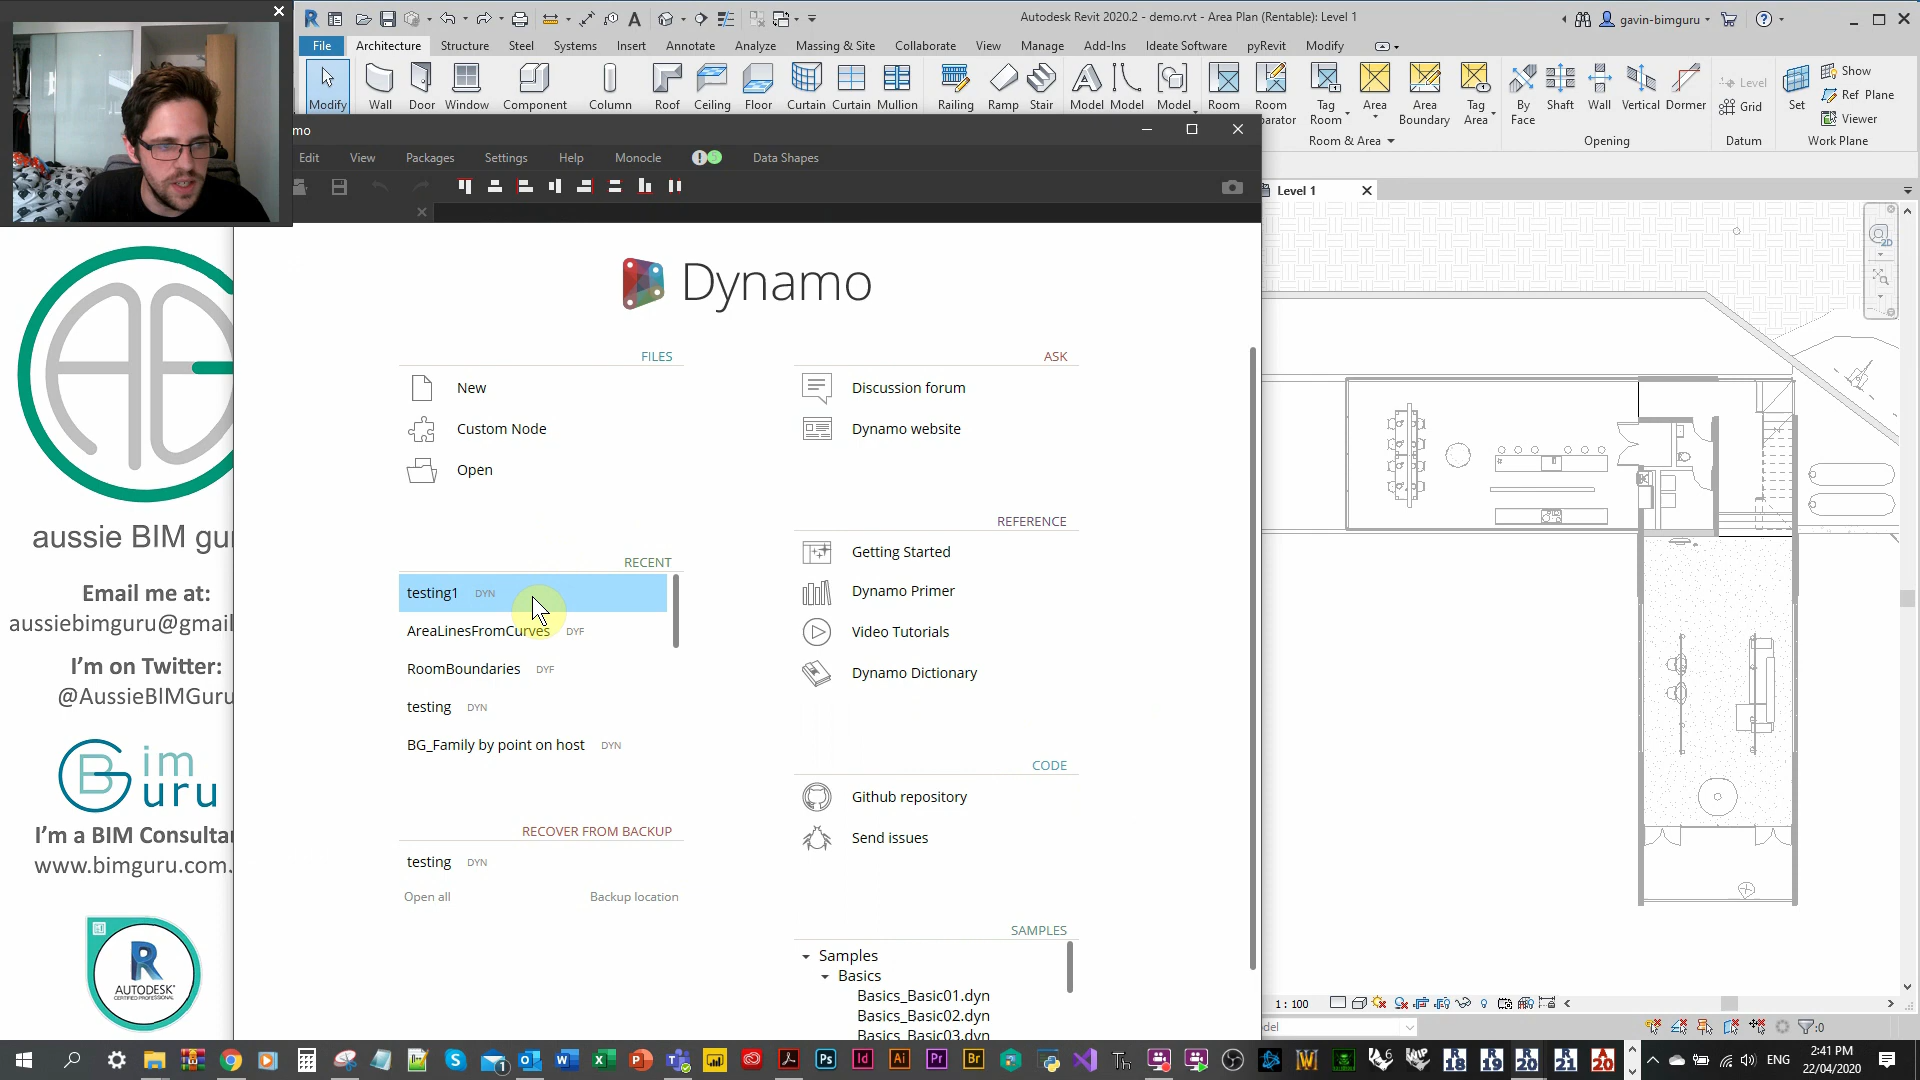 Autodesk Revit 2020.2 - demo.rvt - Area Plan (Rentable): Level 1
gavin-bimguru
File
Architecture
Structure
Steel
Systems
Insert
Annotate
Analyze
Massing & Site
Collaborate
View
Manage
Add-Ins
Ideate Software
pyRevit
Modify
Modify
Wall
Door
Window
Component
Column
Roof
Ceiling
Floor
Curtain
Curtain
Mullion
Railing
Ramp
Stair
Model
Model
Model
Room
Room
parator
Tag
Room
Area
Area
Boundary
Tag
Area
By
Face
Shaft
Wall
Vertical
Dormer
Level
Grid
Set
Show
Ref Plane
Viewer
Room & Area
Opening
Datum
Work Plane
mo
Edit
View
Packages
Settings
Help
Monocle
Data Shapes
Level 1
Dynamo
FILES
New
Custom Node
Open
RECENT
testing1 DYN
AreaLinesFromCurves DYF
RoomBoundaries DYF
testing DYN
BG_Family by point on host DYN
RECOVER FROM BACKUP
testing DYN
Open all
Backup location
ASK
Discussion forum
Dynamo website
REFERENCE
Getting Started
Dynamo Primer
Video Tutorials
Dynamo Dictionary
CODE
Github repository
Send issues
SAMPLES
Samples
Basics
Basics_Basic01.dyn
Basics_Basic02.dyn
Basics_Basic03.dyn
aussie BIM gu
Email me at:
aussiebimguru@gmail
I'm on Twitter:
@AussieBIMGuru
im
uru
I'm a BIM Consulta
www.bimguru.com.
R
AUTODESK
CERTIFIED PROFESSIONAL
2D
1 : 100
odel
:0
ENG
2:41 PM
22/04/2020